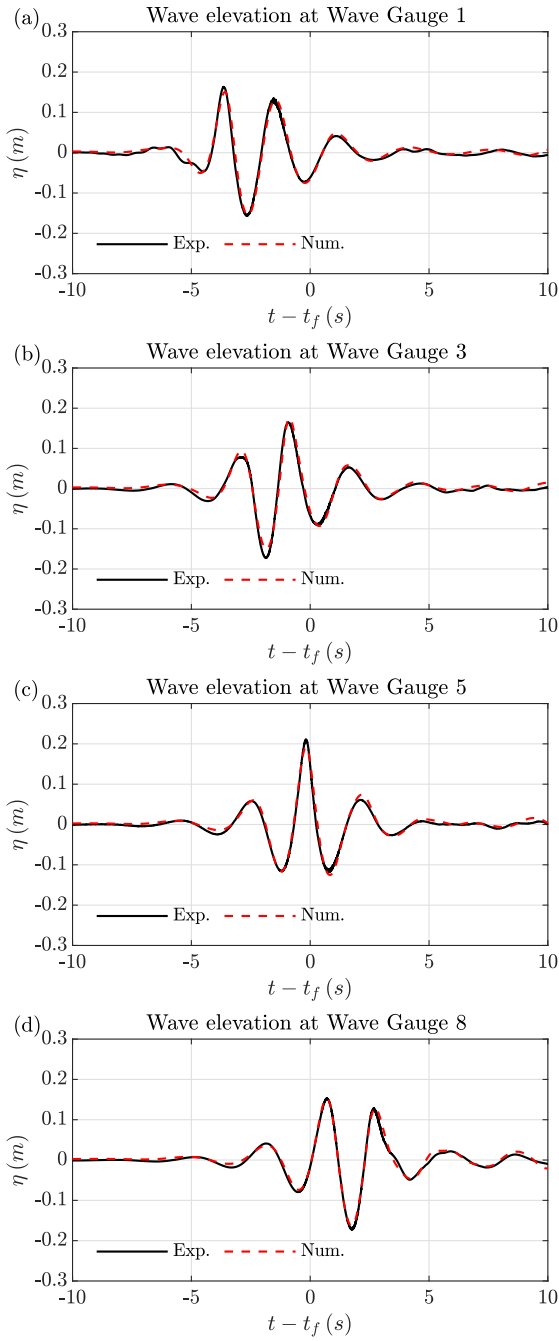 (a) Wave elevation at Wave Gauge 1
0.3
0.2
0.1
0
-0.1
-0.2
-0.3
η (m)
Exp. Num.
-10 -5 0 5 10
t − t_f (s)
(b) Wave elevation at Wave Gauge 3
0.3
0.2
0.1
0
-0.1
-0.2
-0.3
η (m)
Exp. Num.
-10 -5 0 5 10
t − t_f (s)
(c) Wave elevation at Wave Gauge 5
0.3
0.2
0.1
0
-0.1
-0.2
-0.3
η (m)
Exp. Num.
-10 -5 0 5 10
t − t_f (s)
(d) Wave elevation at Wave Gauge 8
0.3
0.2
0.1
0
-0.1
-0.2
-0.3
η (m)
Exp. Num.
-10 -5 0 5 10
t − t_f (s)